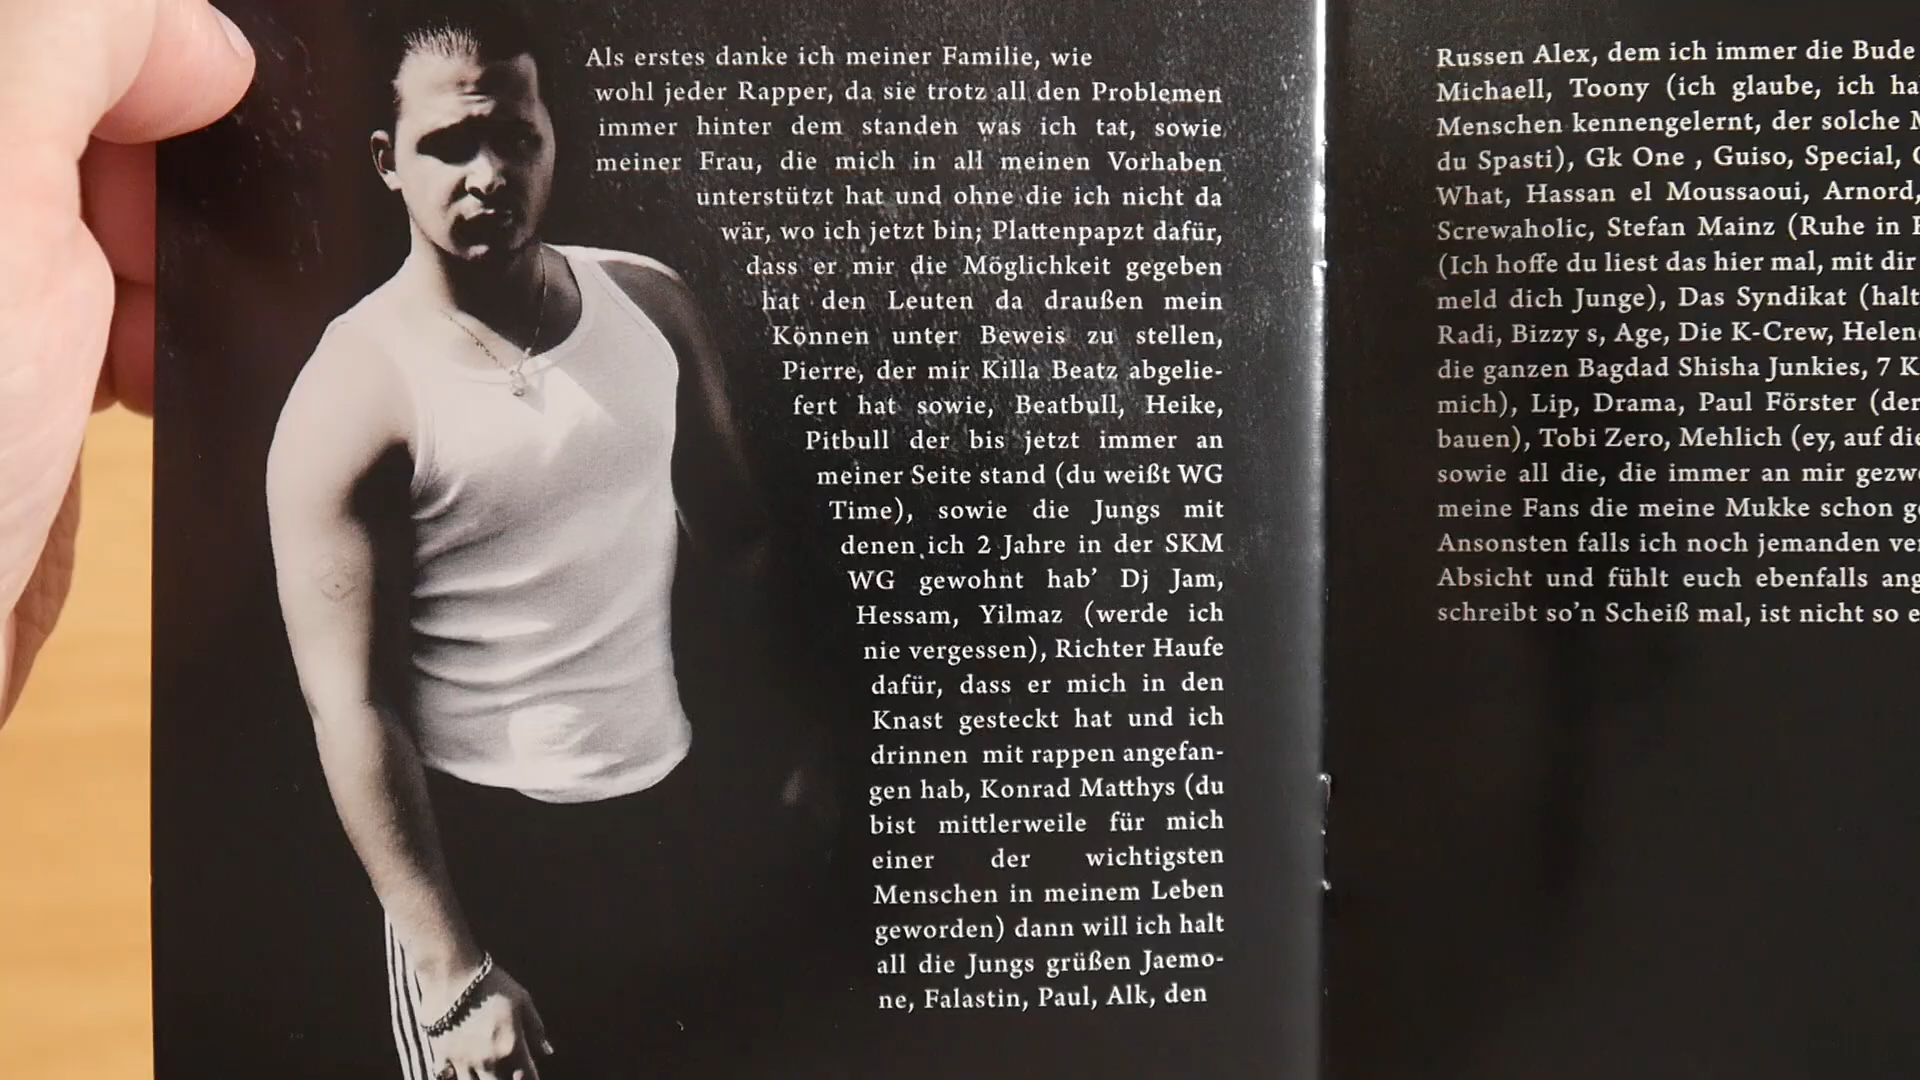 Als erstes danke ich meiner Familie, wie
wohl jeder Rapper, da sie trotz all den Problemen
immer hinter dem standen was ich tat, sowie
meiner Frau, die mich in all meinen Vorhaben
unterstützt hat und ohne die ich nicht da
wär, wo ich jetzt bin; Plattenpapzt dafür,
dass er mir die Möglichkeit gegeben
hat den Leuten da draußen mein
Können unter Beweis zu stellen,
Pierre, der mir Killa Beatz abgelie-
fert hat sowie, Beatbull, Heike,
Pitbull der bis jetzt immer an
meiner Seite stand (du weißt WG
Time), sowie die Jungs mit
denen ich 2 Jahre in der SKM
WG gewohnt hab’ Dj Jam,
Hessam, Yilmaz (werde ich
nie vergessen), Richter Haufe
dafür, dass er mich in den
Knast gesteckt hat und ich
drinnen mit rappen angefan-
gen hab, Konrad Matthys (du
bist mittlerweile für mich
einer der wichtigsten
Menschen in meinem Leben
geworden) dann will ich halt
all die Jungs grüßen Jaemo-
ne, Falastin, Paul, Alk, den
Russen Alex, dem ich immer die Bude
Michaell, Toony (ich glaube, ich ha
Menschen kennengelernt, der solche
du Spasti), Gk One , Guiso, Special,
What, Hassan el Moussaoui, Arnord,
Screwaholic, Stefan Mainz (Ruhe in
(Ich hoffe du liest das hier mal, mit dir
meld dich Junge), Das Syndikat (halt
Radi, Bizzy s, Age, Die K-Crew, Helen
die ganzen Bagdad Shisha Junkies, 7 K
mich), Lip, Drama, Paul Förster (der
bauen), Tobi Zero, Mehlich (ey, auf die
sowie all die, die immer an mir gezw
meine Fans die meine Mukke schon g
Ansonsten falls ich noch jemanden ver
Absicht und fühlt euch ebenfalls ang
schreibt so’n Scheiß mal, ist nicht so e